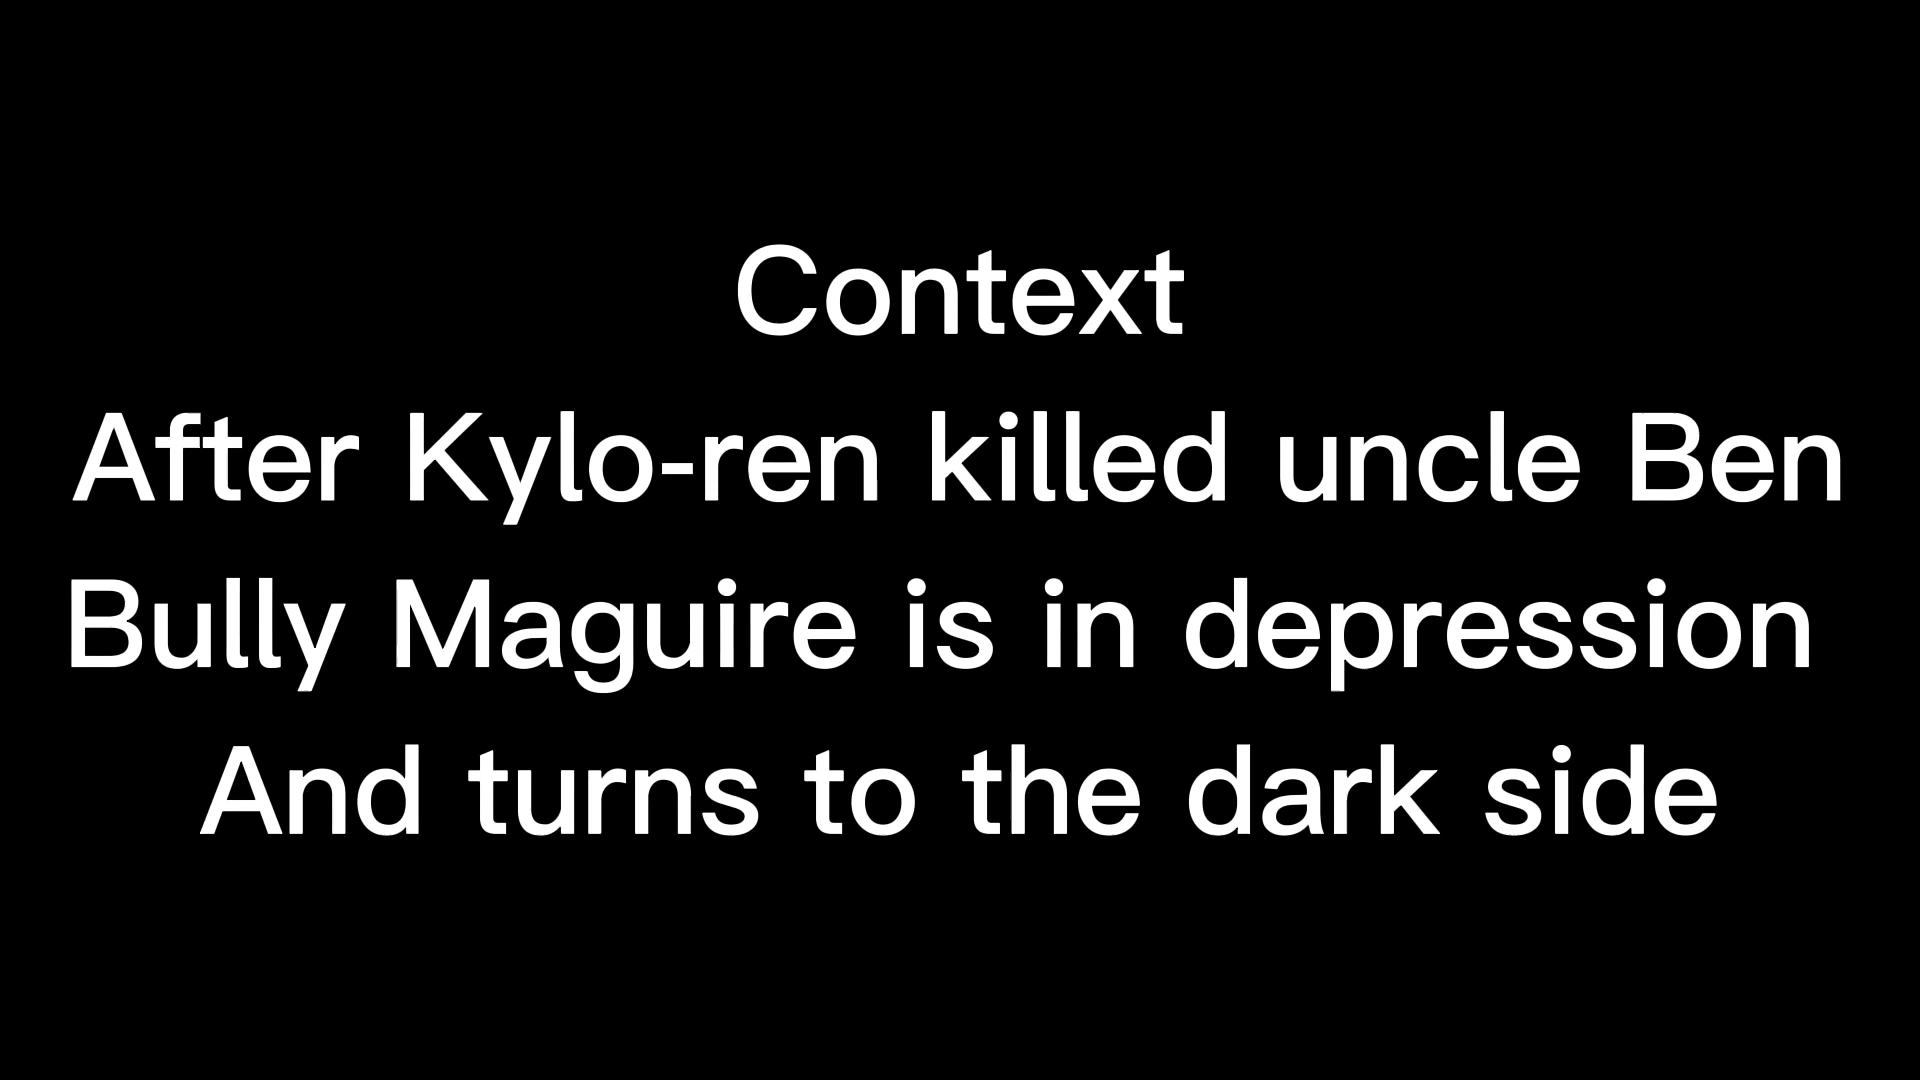 Context
After Kylo-ren killed uncle Ben
Bully Maguire is in depression
And turns to the dark side